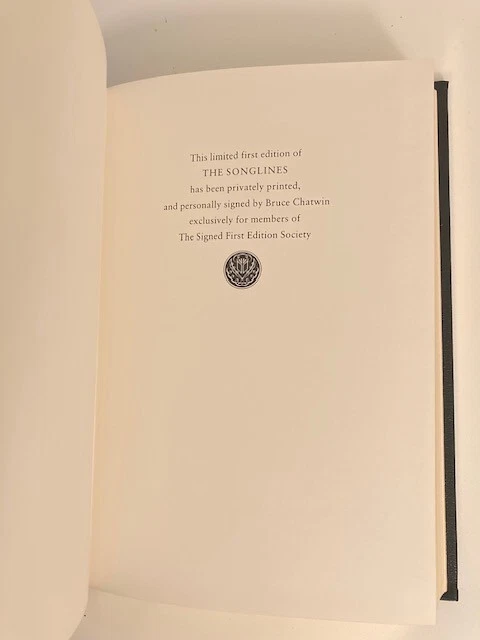 This limited first edition of
THE SONGLINES
has been privately printed,
and personally signed by Bruce Chatwin
exclusively for members of
The Signed First Edition Society